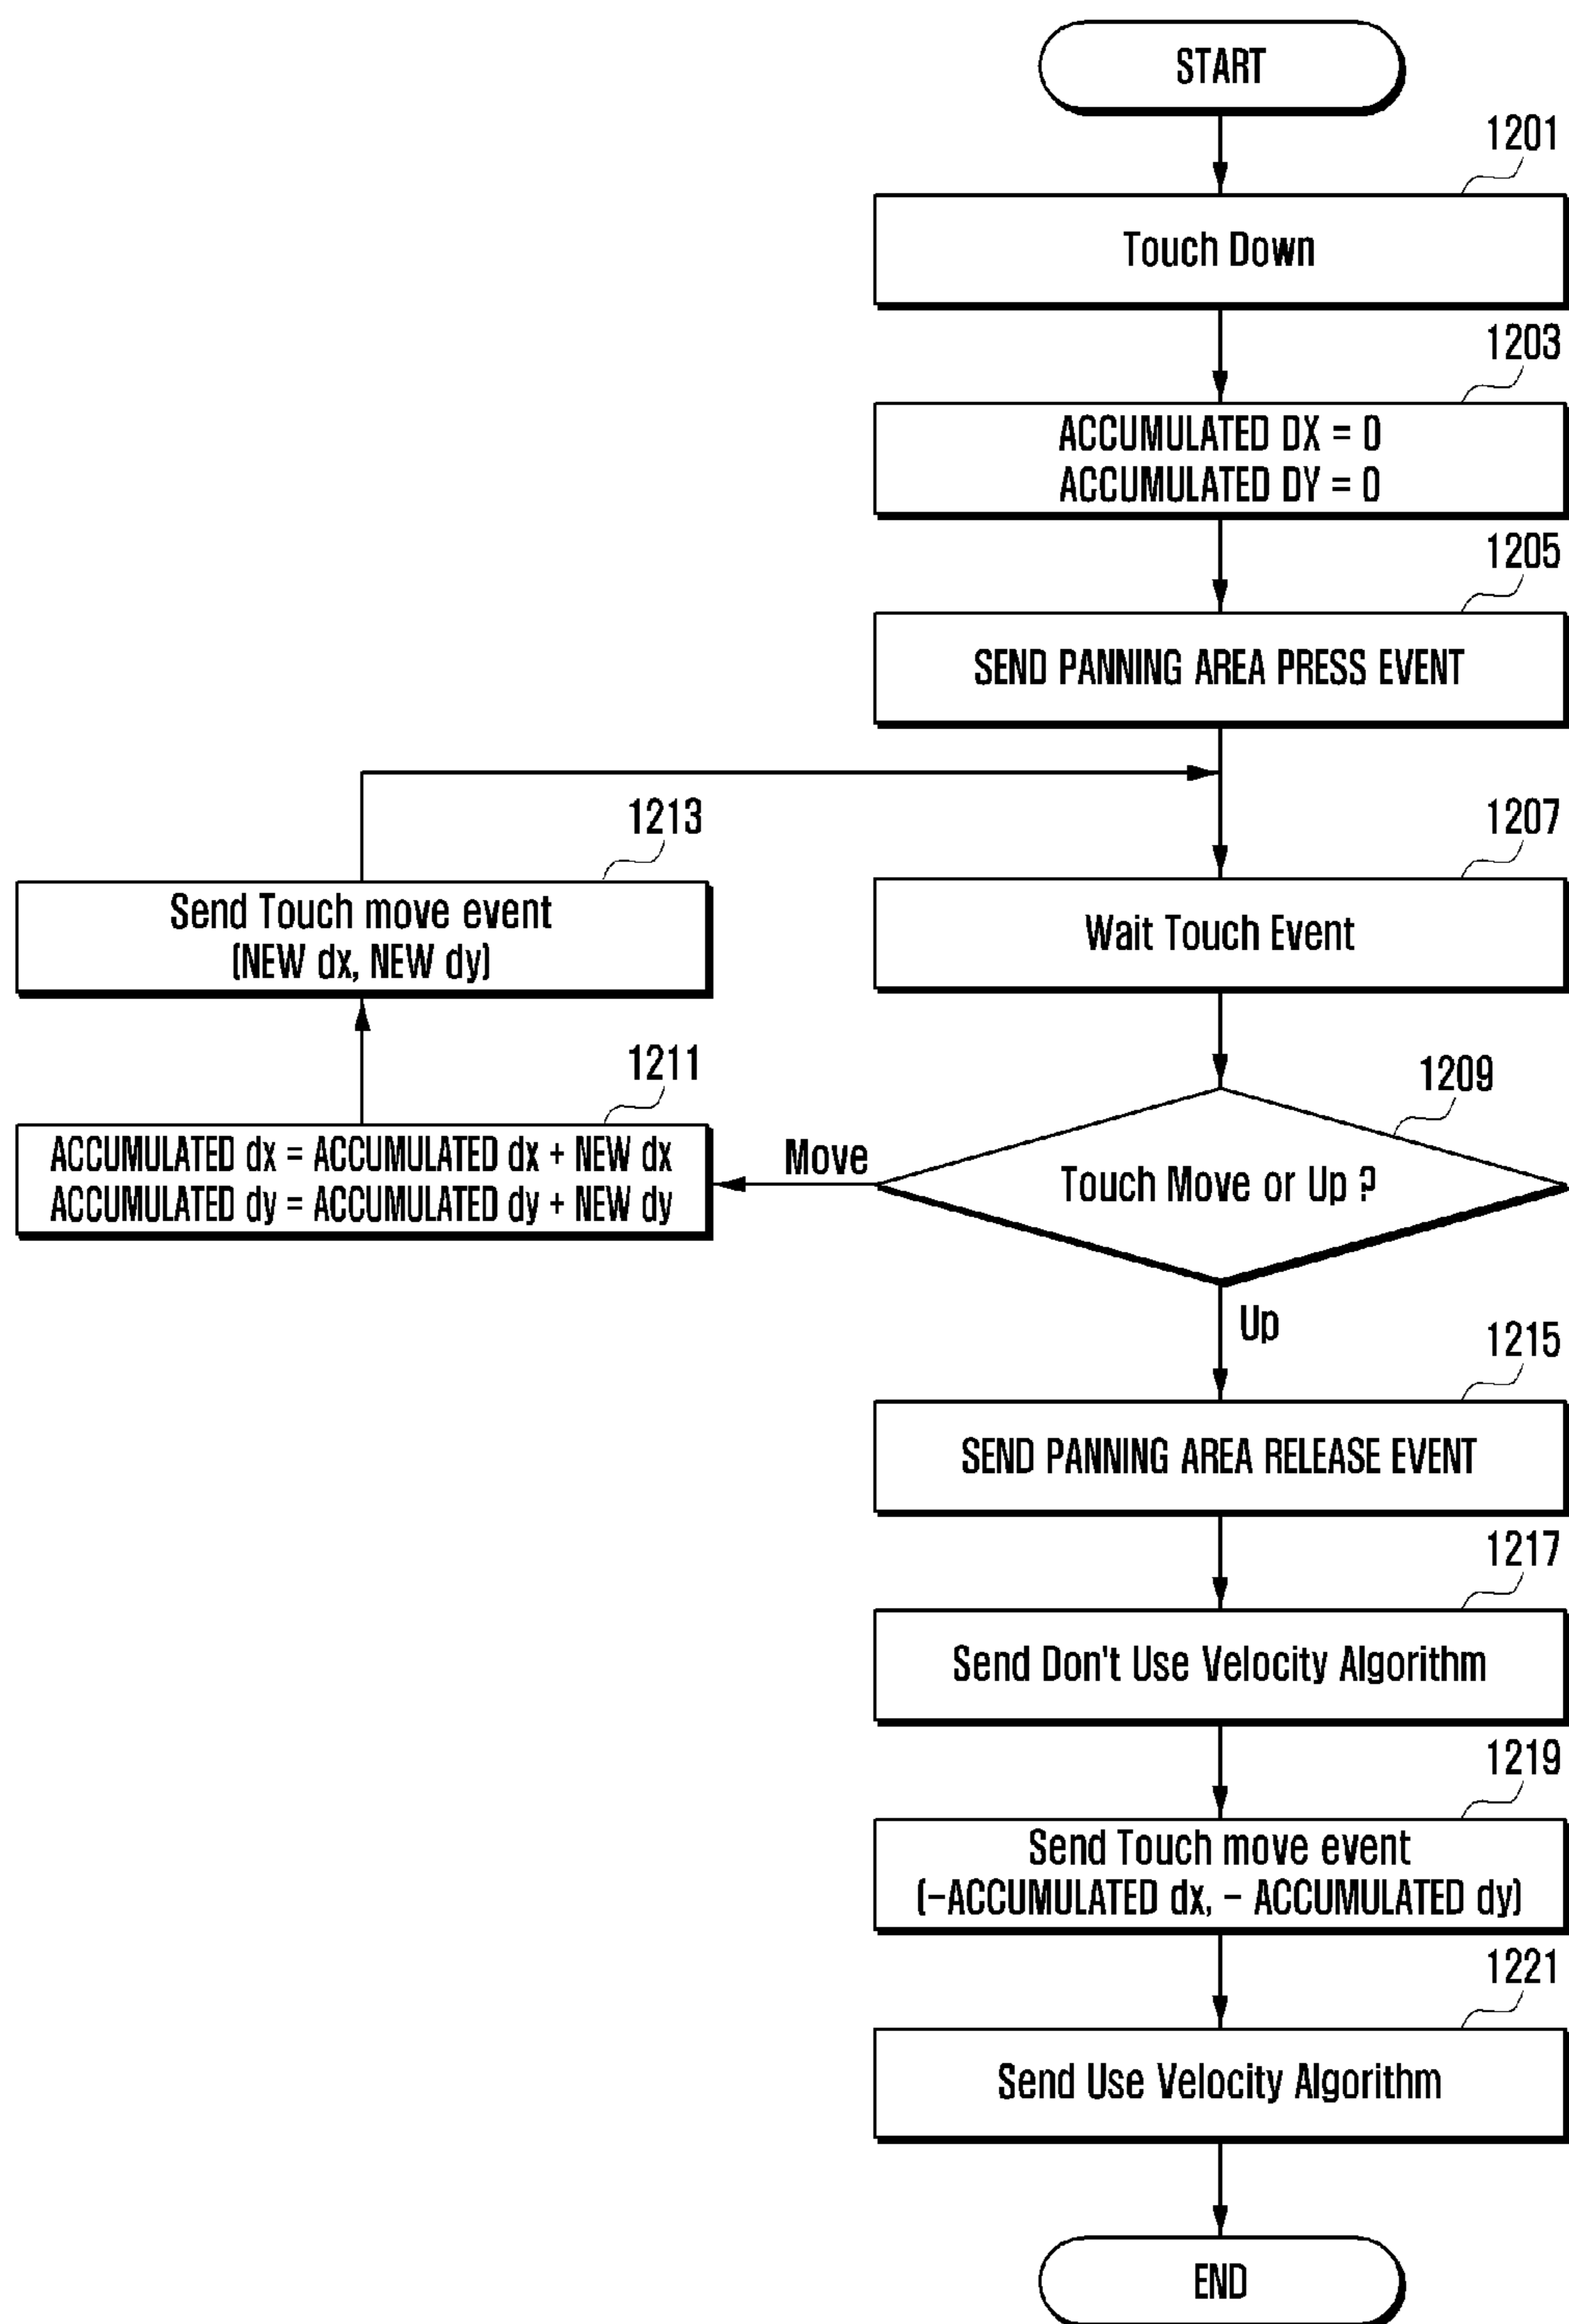 START
1201
Touch Down
1203
ACCUMULATED DX = 0
ACCUMULATED DY = 0
1205
SEND PANNING AREA PRESS EVENT
1213
Send Touch move event
(NEW dx, NEW dy)
1207
Wait Touch Event
1211
ACCUMULATED dx = ACCUMULATED dx + NEW dx
ACCUMULATED dy = ACCUMULATED dy + NEW dy
Move
1209
Touch Move or Up ?
Up
1215
SEND PANNING AREA RELEASE EVENT
1217
Send Don't Use Velocity Algorithm
1219
Send Touch move event
(-ACCUMULATED dx, - ACCUMULATED dy)
1221
Send Use Velocity Algorithm
END